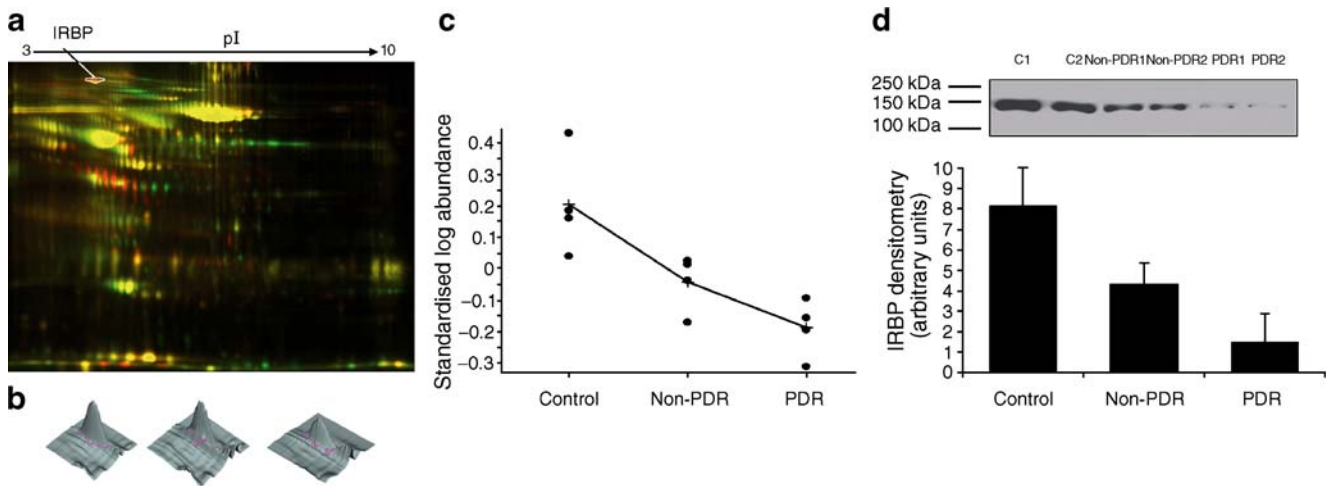 a
IRBP
3
pI
10
b
c
Standardised log abundance
0.4
0.3
0.2
0.1
0
−0.1
−0.2
−0.3
Control Non-PDR PDR
d
C1 C2 Non-PDR1 Non-PDR2 PDR1 PDR2
250 kDa
150 kDa
100 kDa
IRBP densitometry
(arbitrary units)
10
9
8
7
6
5
4
3
2
1
0
Control Non-PDR PDR